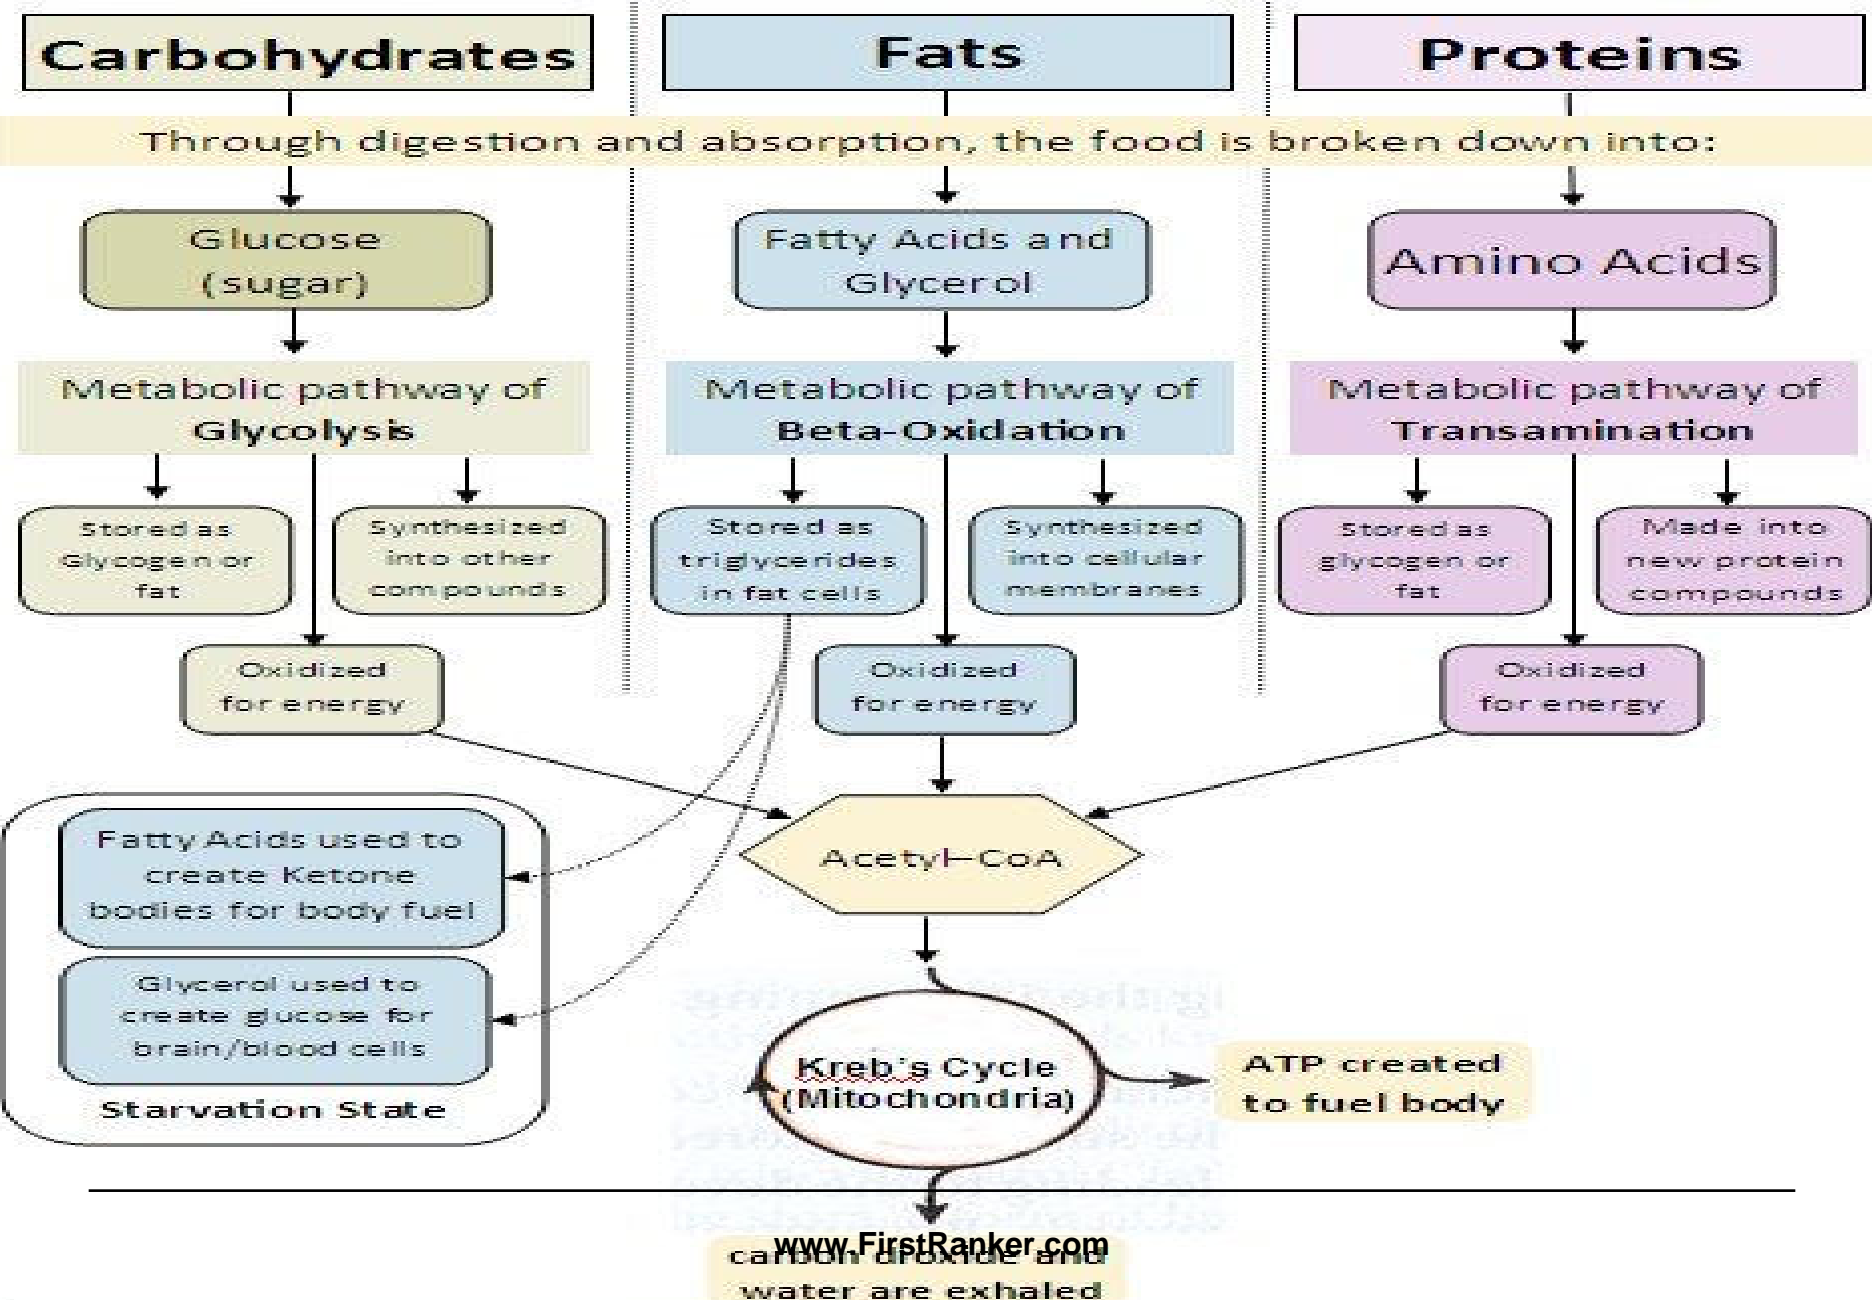 Carbohydrates
Fats
Proteins
Through digestion and absorption, the food is broken down into:
Glucose
(sugar)
Fatty Acids and
Glycerol
Amino Acids
Metabolic pathway of
Glycolysis
Metabolic pathway of
Beta-Oxidation
Metabolic pathway of
Transamination
Stored as
Glycogen or
fat
Synthesized
into other
compounds
Stored as
triglycerides
in fat cells
Synthesized
into cellular
membranes
Stored as
glycogen or
fat
Made into
new protein
compounds
Oxidized
for energy
Oxidized
for energy
Oxidized
for energy
Fatty Acids used to
create Ketone
bodies for body fuel
Acetyl-CoA
Glycerol used to
create glucose for
brain/blood cells
Starvation State
Kreb's Cycle
(Mitochondria)
ATP created
to fuel body
www.FirstRanker.com
carbon dioxide and
water are exhaled